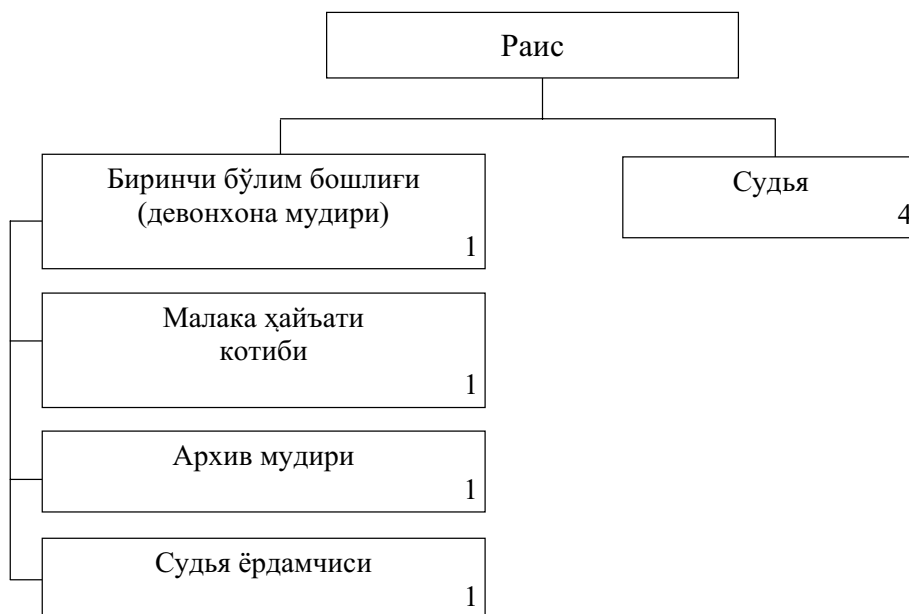 Раис
Биринчи бўлим бошлиғи
(девонхона мудири)
1
Судья
4
Малака ҳайъати
котиби
1
Архив мудири
1
Судья ёрдамчиси
1